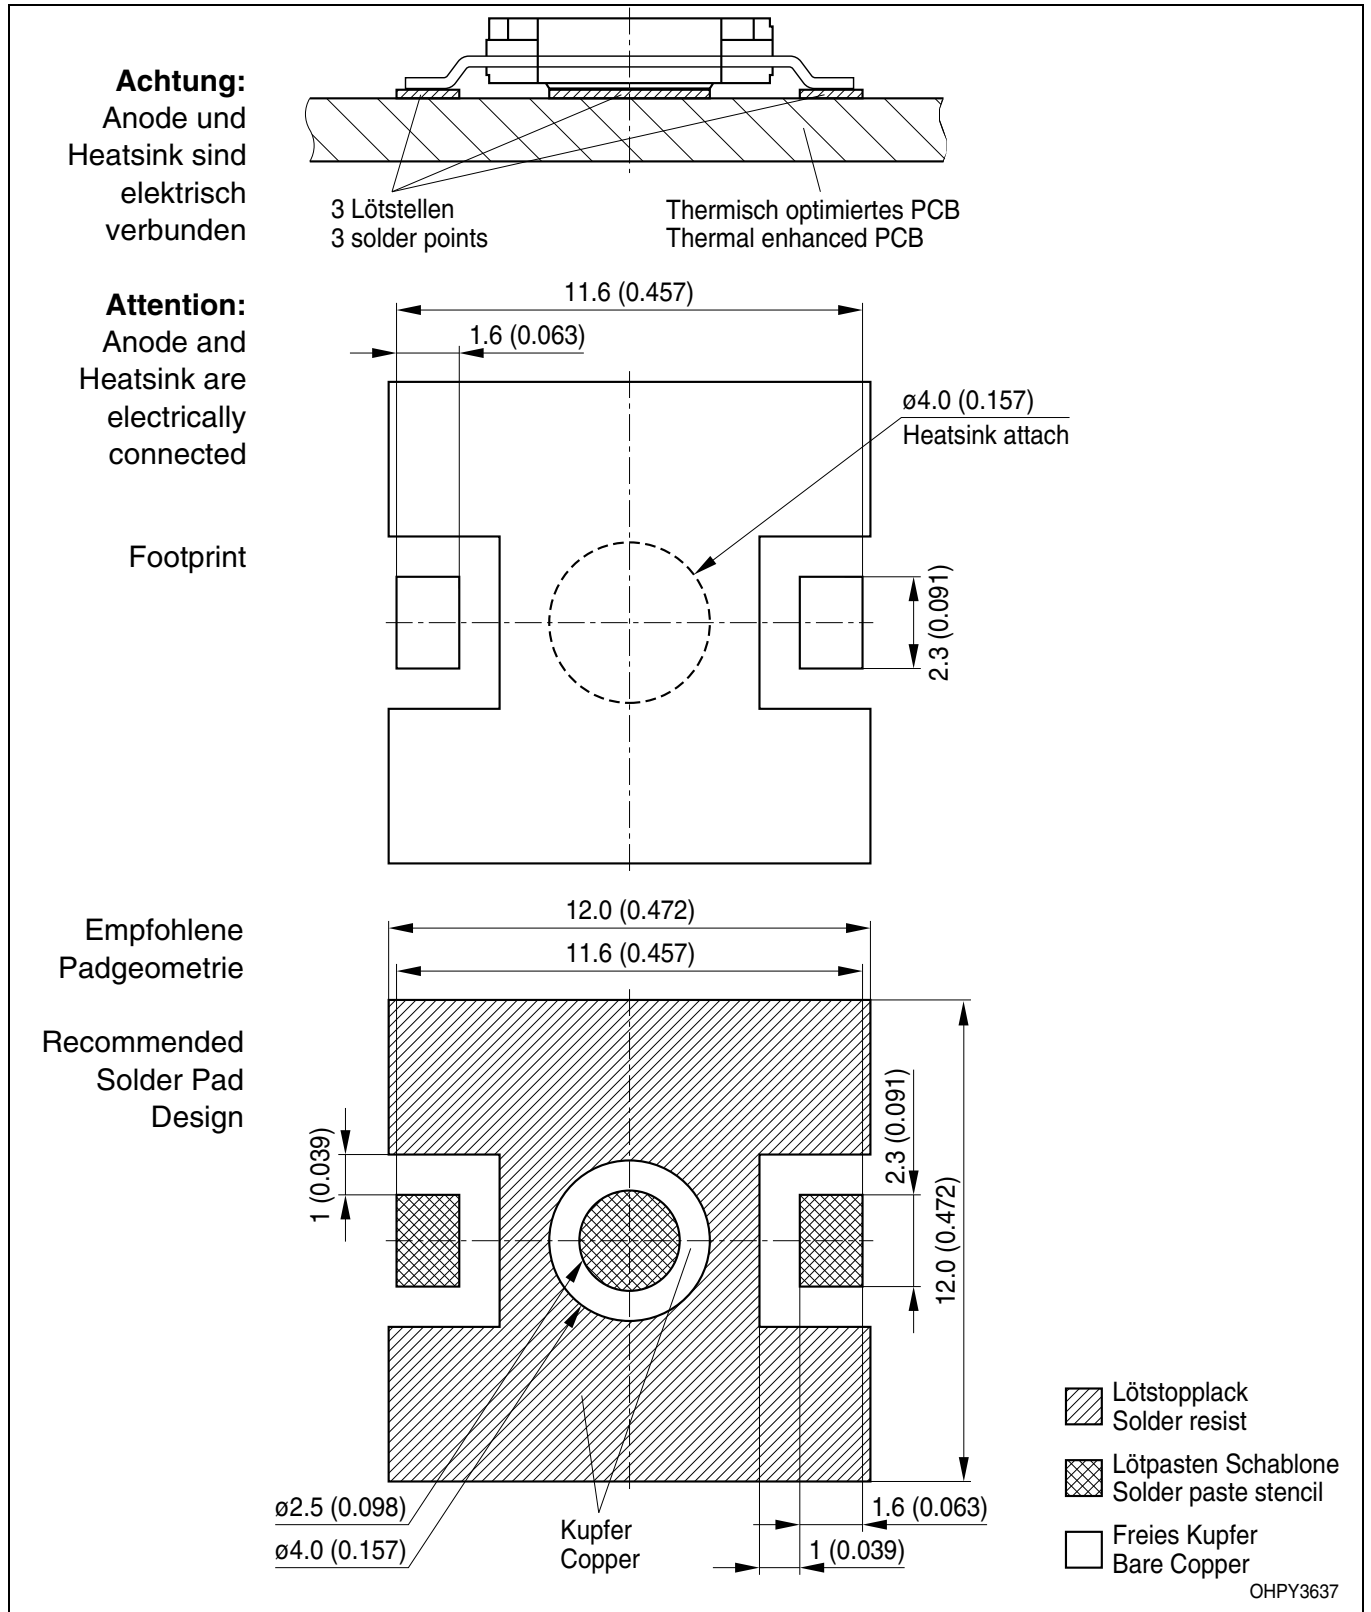 Achtung:
Anode und
Heatsink sind
elektrisch
verbunden
3 Lötstellen
3 solder points
Thermisch optimiertes PCB
Thermal enhanced PCB
Attention:
Anode and
Heatsink are
electrically
connected
11.6 (0.457)
1.6 (0.063)
ø4.0 (0.157)
Heatsink attach
Footprint
2.3 (0.091)
Empfohlene
Padgeometrie
Recommended
Solder Pad
Design
12.0 (0.472)
11.6 (0.457)
1 (0.039)
2.3 (0.091)
12.0 (0.472)
ø2.5 (0.098)
ø4.0 (0.157)
Kupfer
Copper
1.6 (0.063)
1 (0.039)
Lötstopplack
Solder resist
Lötpasten Schablone
Solder paste stencil
Freies Kupfer
Bare Copper
OHPY3637